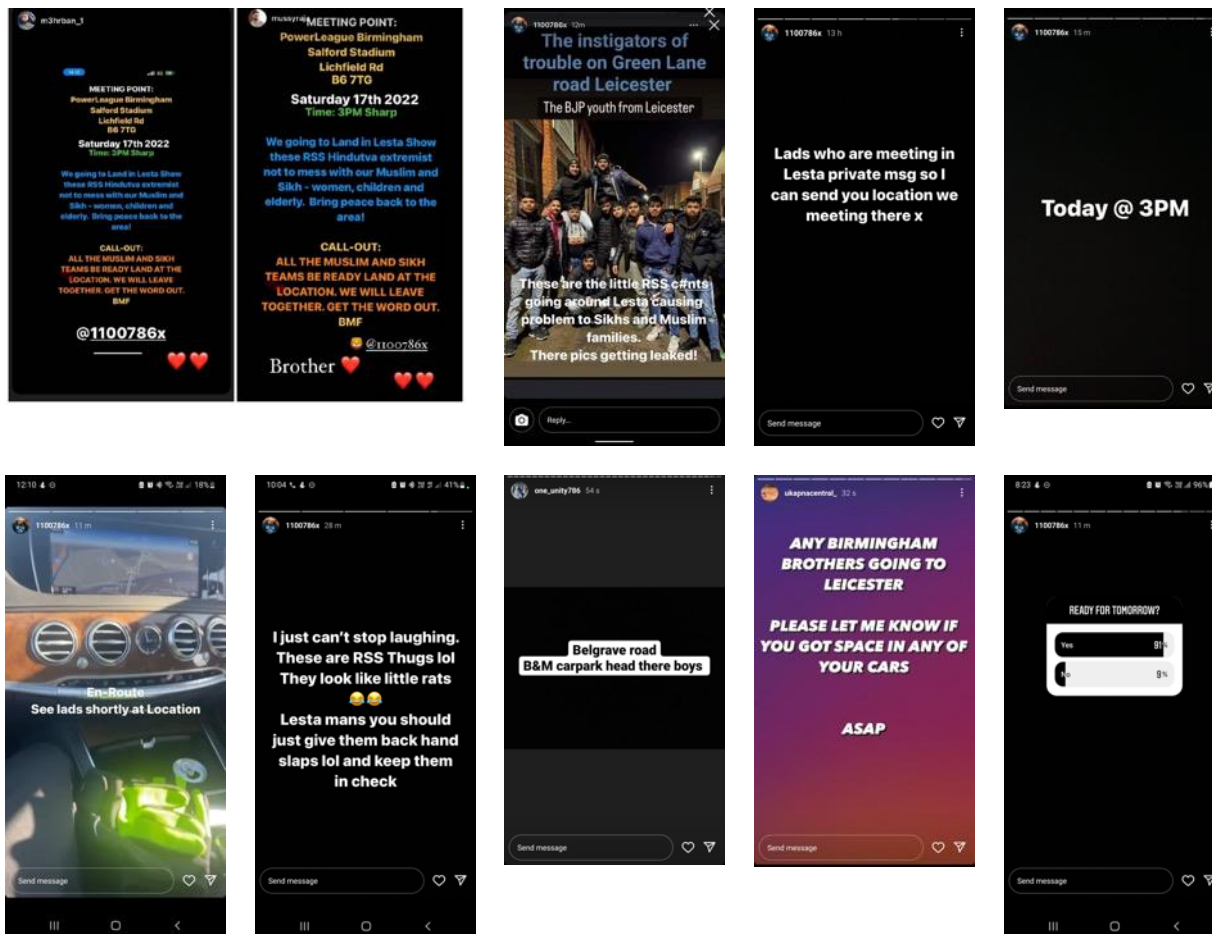 m3hrban_1
MEETING POINT:
PowerLeague Birmingham
Salford Stadium
Lichfield Rd
B6 7TG
Saturday 17th 2022
Time: 3PM Sharp
We going to Land in Lesta Show
these RSS Hindutva extremist
not to mess with our Muslim and
Sikh - women, children and
elderly. Bring peace back to the
area!
CALL-OUT:
ALL THE MUSLIM AND SIKH
TEAMS BE READY LAND AT THE
LOCATION. WE WILL LEAVE
TOGETHER. GET THE WORD OUT.
BMF
@1100786x
MEETING POINT:
PowerLeague Birmingham
Salford Stadium
Lichfield Rd
B6 7TG
Saturday 17th 2022
Time: 3PM Sharp
We going to Land in Lesta Show
these RSS Hindutva extremist
not to mess with our Muslim and
Sikh - women, children and
elderly. Bring peace back to the
area!
CALL-OUT:
ALL THE MUSLIM AND SIKH
TEAMS BE READY LAND AT THE
LOCATION. WE WILL LEAVE
TOGETHER. GET THE WORD OUT.
BMF
@1100786x
Brother
1100786x 12m
The instigators of
trouble on Green Lane
road Leicester
The BJP youth from Leicester
These are the little RSS c#nts
going around Lesta causing
problem to Sikhs and Muslim
families.
There pics getting leaked!
Reply...
1100786x 13 h
Lads who are meeting in
Lesta private msg so I
can send you location we
meeting there x
Send message
1100786x 15 m
Today @ 3PM
Send message
12:10 18%
1100786x 11 m
En-Route
See lads shortly at Location
Send message
10:04 41%
1100786x 28 m
I just can't stop laughing.
These are RSS Thugs lol
They look like little rats
😂😂
Lesta mans you should
just give them back hand
slaps lol and keep them
in check
Send message
one_unity786 54 s
Belgrave road
B&M carpark head there boys
Send message
ukapnacentral_ 32 s
ANY BIRMINGHAM
BROTHERS GOING TO
LEICESTER
PLEASE LET ME KNOW IF
YOU GOT SPACE IN ANY OF
YOUR CARS
ASAP
Send message
8:23 96%
1100786x 11 m
READY FOR TOMORROW?
Yes 91%
No 9%
Send message